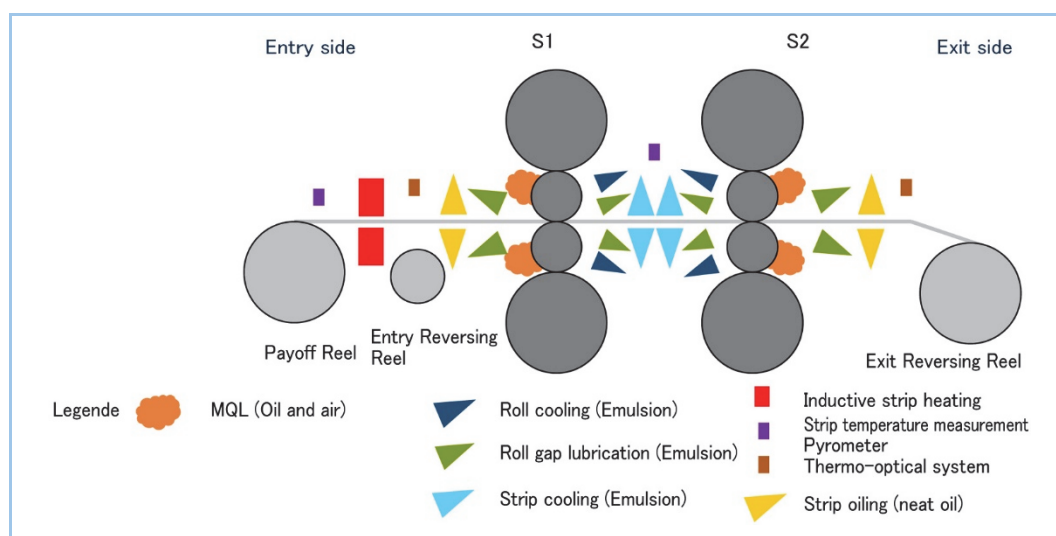 Entry side
S1
S2
Exit side
Payoff Reel
Entry Reversing
Reel
Exit Reversing Reel
Legende
MQL (Oil and air)
Roll cooling (Emulsion)
Roll gap lubrication (Emulsion)
Strip cooling (Emulsion)
Inductive strip heating
Strip temperature measurement
Pyrometer
Thermo-optical system
Strip oiling (neat oil)